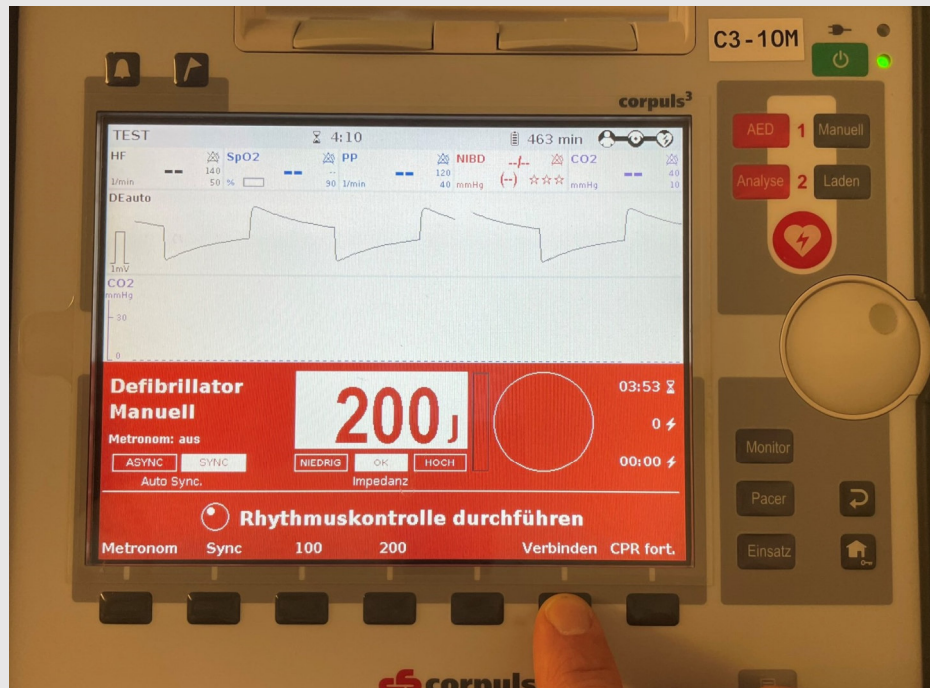 C3-10M
corpuls³
TEST
4:10
463 min
HF
--
140
50
1/min
SpO2
--
--
90
%
PP
--
120
40
1/min
NIBD
--/--
(--)
☆☆☆
mmHg
CO2
--
40
10
mmHg
DEauto
1mV
CO2
mmHg
30
0
Defibrillator
Manuell
Metronom: aus
ASYNC SYNC
Auto Sync.
200 J
NIEDRIG OK HOCH
Impedanz
03:53
0
00:00
Rhythmuskontrolle durchführen
Metronom Sync 100 200 Verbinden CPR fort.
AED 1 Manuell
Analyse 2 Laden
Monitor
Pacer
Einsatz
corpuls